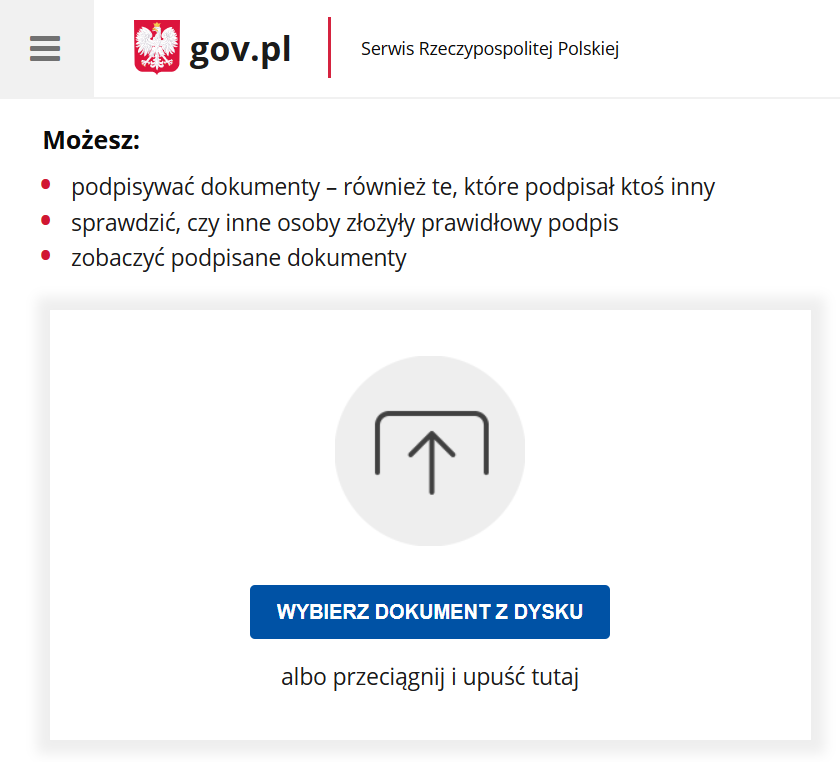 gov.pl
Serwis Rzeczypospolitej Polskiej
Możesz:
podpisywać dokumenty – również te, które podpisał ktoś inny
sprawdzić, czy inne osoby złożyły prawidłowy podpis
zobaczyć podpisane dokumenty
WYBIERZ DOKUMENT Z DYSKU
albo przeciągnij i upuść tutaj